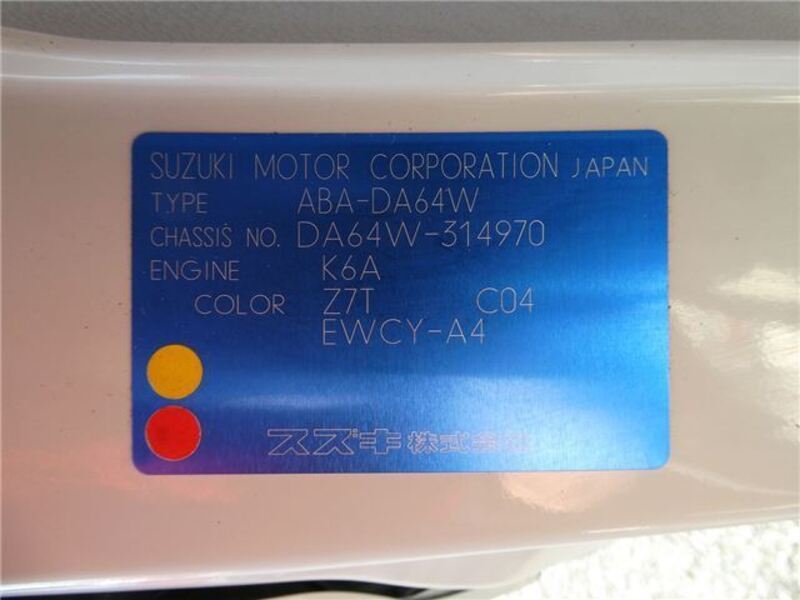 SUZUKI MOTOR CORPORATION JAPAN
TYPE ABA-DA64W
CHASSIS NO. DA64W-314970
ENGINE K6A
COLOR Z7T C04
EWCY-A4
スズキ株式会社